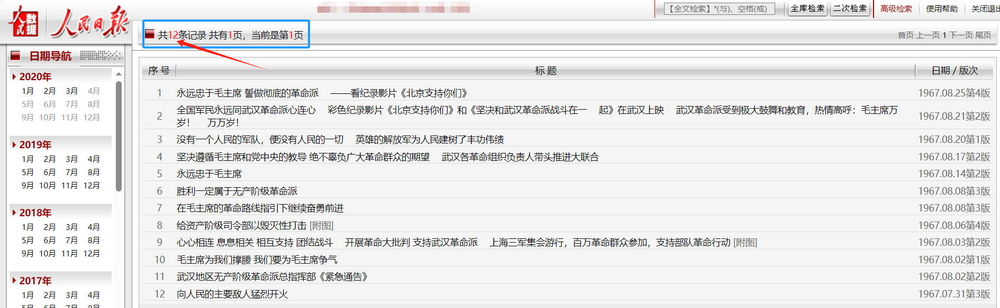 人民数据 人民日报
【全文检索】*(与)、空格(或) 全库检索 二次检索 高级检索 使用帮助 关闭退出
共12条记录 共有1页，当前是第1页
首页 上一页 1 下一页 尾页
日期导航
2020年
1月 2月 3月 4月
5月 6月 7月 8月
9月 10月 11月 12月
2019年
1月 2月 3月 4月
5月 6月 7月 8月
9月 10月 11月 12月
2018年
1月 2月 3月 4月
5月 6月 7月 8月
9月 10月 11月 12月
2017年
1月 2月 3月 4月
5月 6月 7月 8月
序 号 标 题 日期 / 版次
1 永远忠于毛主席 誓做彻底的革命派 ——看纪录影片《北京支持你们》 1967.08.25第4版
2 全国军民永远同武汉革命派心连心 彩色纪录影片《北京支持你们》和《坚决和武汉革命派战斗在一 起》在武汉上映 武汉革命派受到极大鼓舞和教育，热情高呼：毛主席万
岁！ 万万岁！ 1967.08.21第2版
3 没有一个人民的军队，便没有人民的一切 英雄的解放军为人民建树了丰功伟绩 1967.08.20第1版
4 坚决遵循毛主席和党中央的教导 绝不辜负广大革命群众的期望 武汉各革命组织负责人带头推进大联合 1967.08.17第2版
5 永远忠于毛主席 1967.08.14第2版
6 胜利一定属于无产阶级革命派 1967.08.08第3版
7 在毛主席的革命路线指引下继续奋勇前进 1967.08.08第3版
8 给资产阶级司令部以毁灭性打击 [附图] 1967.08.06第4版
9 心心相连 息息相关 相互支持 团结战斗 开展革命大批判 支持武汉革命派 上海三军集会游行，百万革命群众参加，支持部队革命行动 [附图] 1967.08.03第2版
10 毛主席为我们撑腰 我们要为毛主席争气 1967.08.02第1版
11 武汉地区无产阶级革命派总指挥部《紧急通告》 1967.08.02第2版
12 向人民的主要敌人猛烈开火 1967.07.31第3版